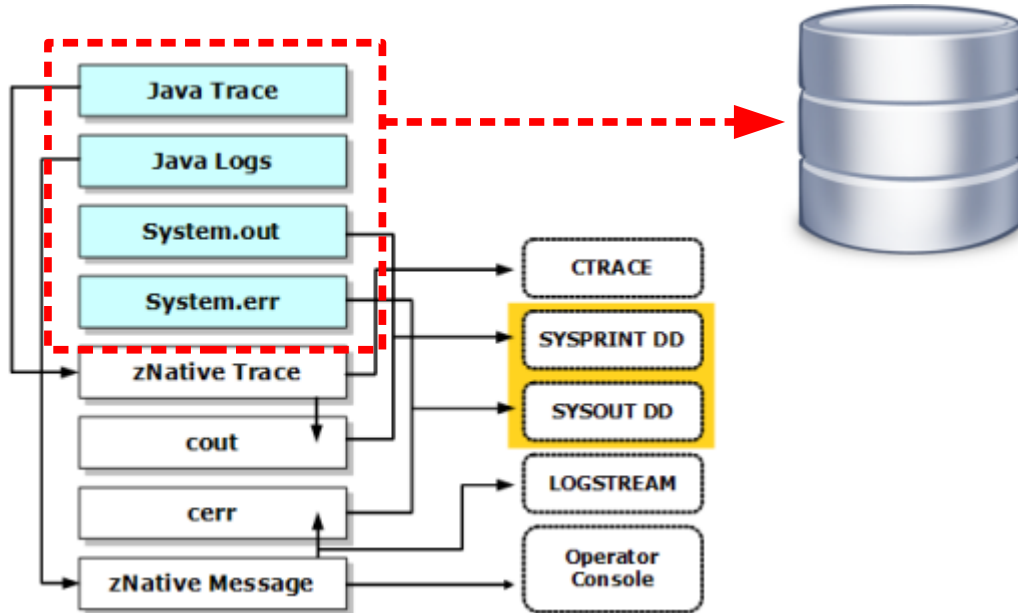 Java Trace
Java Logs
System.out
System.err
zNative Trace
cout
cerr
zNative Message
CTRACE
SYSPRINT DD
SYSOUT DD
LOGSTREAM
Operator
Console